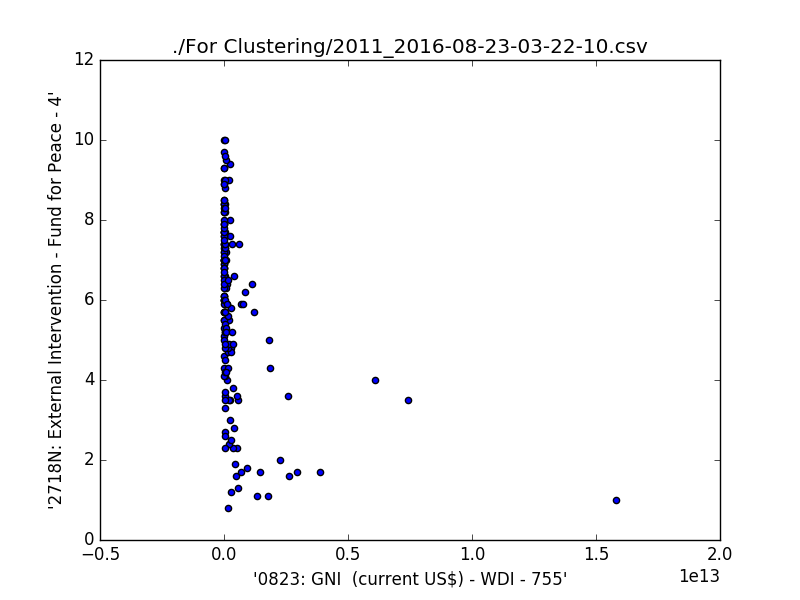 ./For Clustering/2011_2016-08-23-03-22-10.csv
12
10
8
6
4
2
0
'2718N: External Intervention - Fund for Peace - 4'
−0.5 0.0 0.5 1.0 1.5 2.0
1e13
'0823: GNI  (current US$) - WDI - 755'